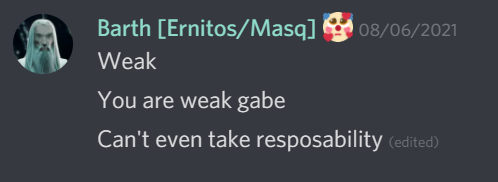 Barth [Ernitos/Masq] 08/06/2021
Weak
You are weak gabe
Can't even take resposability (edited)